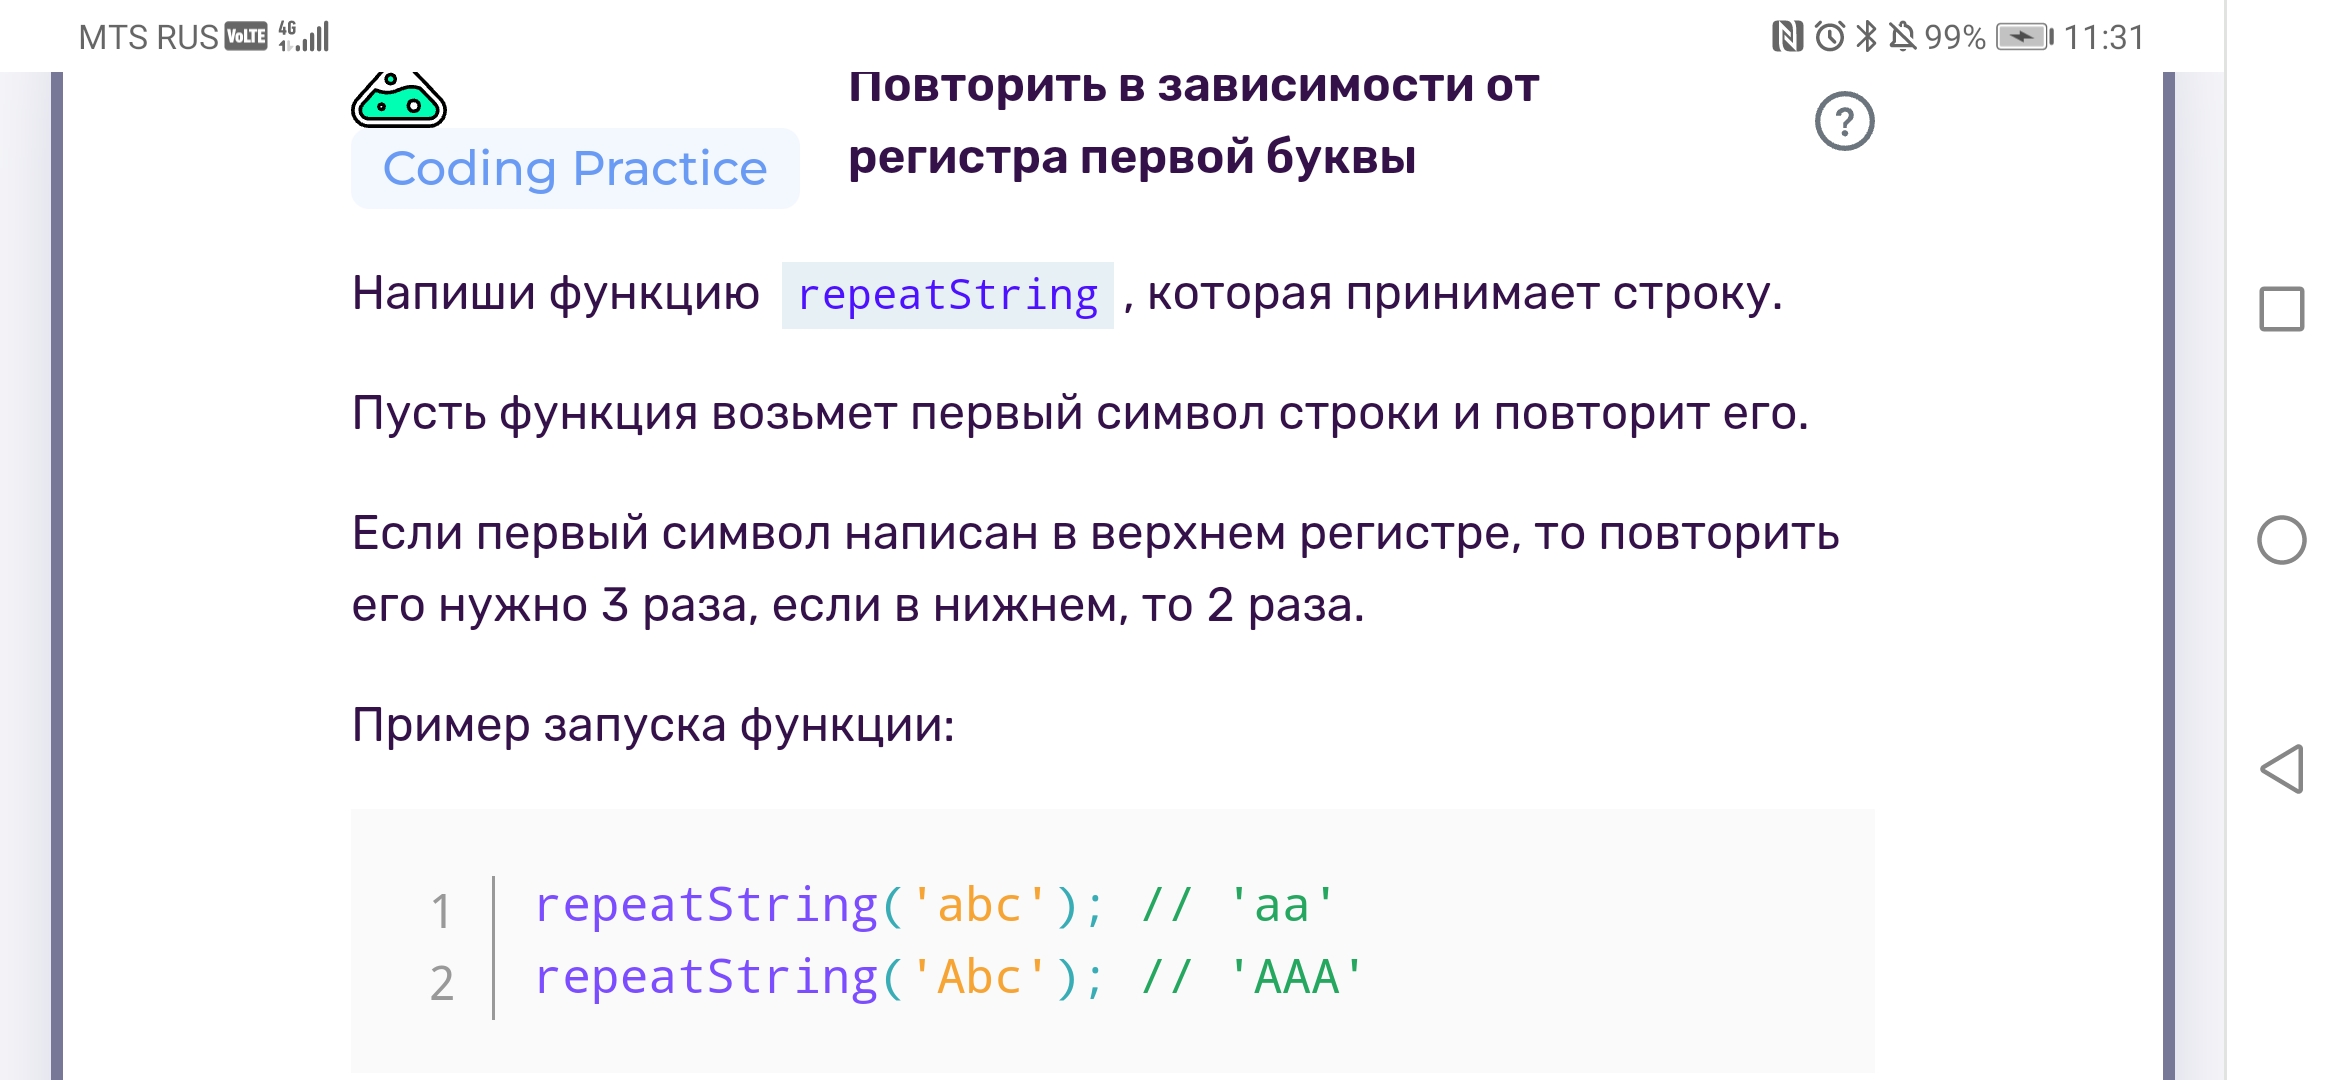 MTS RUS VoLTE 4G 99% 11:31
Повторить в зависимости от
регистра первой буквы
?
Coding Practice
Напиши функцию repeatString , которая принимает строку.
Пусть функция возьмет первый символ строки и повторит его.
Если первый символ написан в верхнем регистре, то повторить
его нужно 3 раза, если в нижнем, то 2 раза.
Пример запуска функции:
1 repeatString('abc'); // 'aa'
2 repeatString('Abc'); // 'AAA'